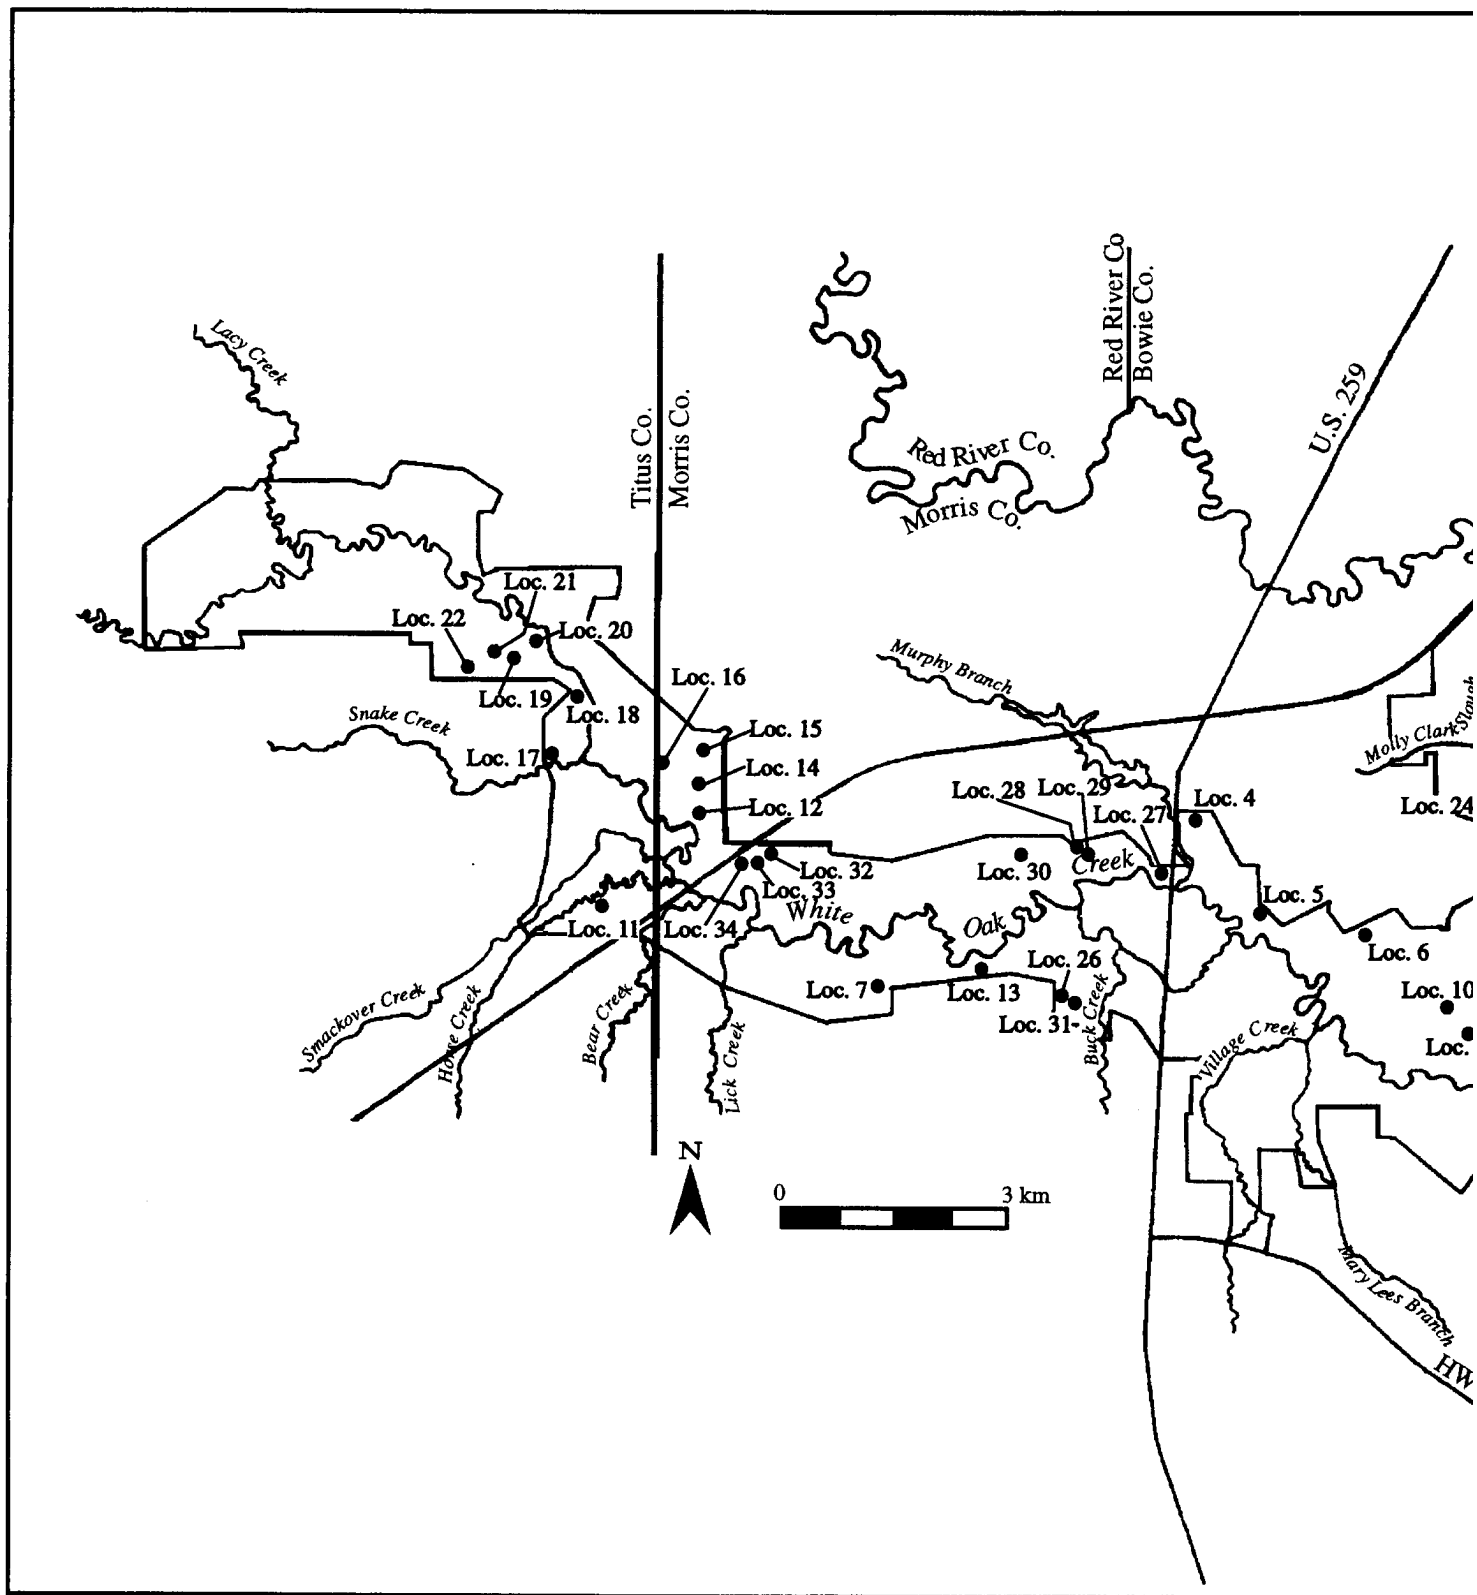 Red River Co
Bowie Co.
Lacy Creek
U.S. 259
Titus Co.
Morris Co.
Red River Co.
Morris Co.
Loc. 21
Loc. 22
Loc. 20
Murphy Branch
Loc. 16
Loc. 19
Loc. 18
Snake Creek
Loc. 15
Molly Clark Slough
Loc. 17
Loc. 14
Loc. 28
Loc. 29
Loc. 4
Loc. 24
Loc. 12
Loc. 27
Loc. 32
Loc. 30
Creek
Loc. 33
Loc. 5
White
Oak
Loc. 11
Loc. 34
Loc. 6
Loc. 26
Loc. 7
Loc. 13
Loc. 10
Loc. 31
Smackover Creek
Horse Creek
Bear Creek
Lick Creek
Buck Creek
Village Creek
Loc.
N
0
3 km
Mary Lees Branch
HW